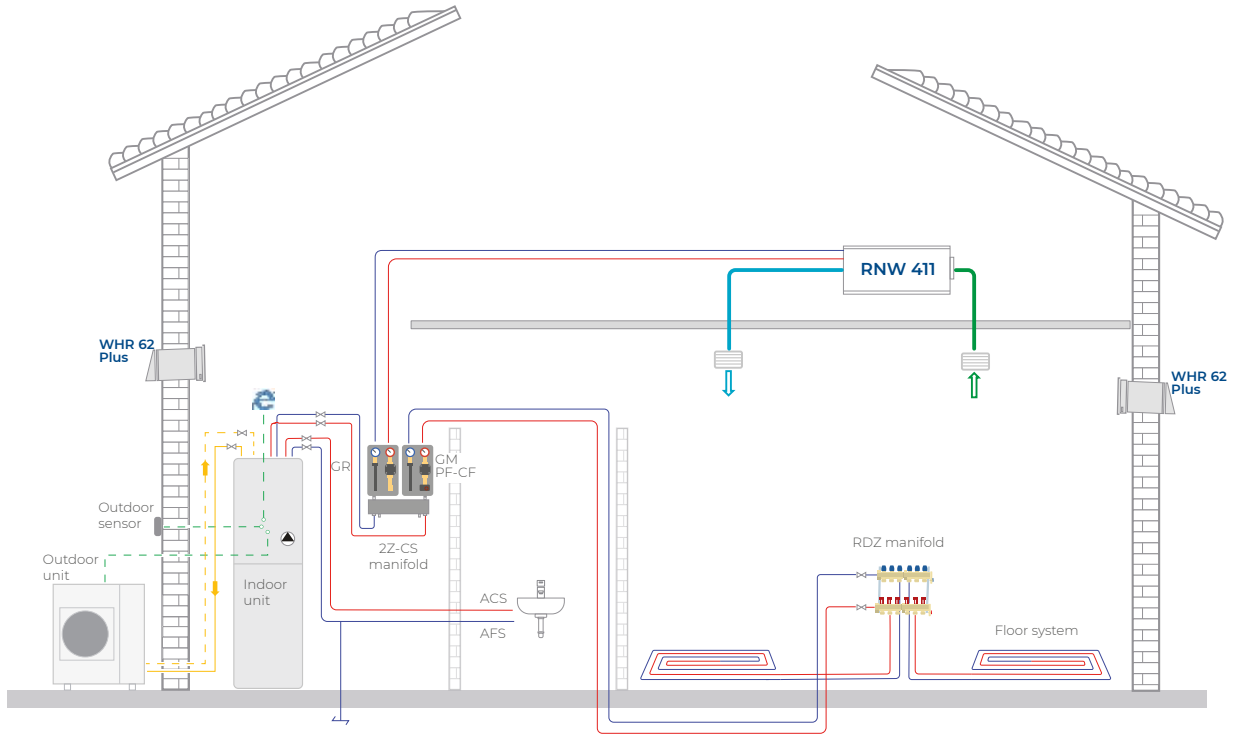 RNW 411
WHR 62
Plus
WHR 62
Plus
GR
GM
PF-CF
Outdoor
sensor
2Z-CS
manifold
RDZ manifold
Outdoor
unit
Indoor
unit
ACS
AFS
Floor system